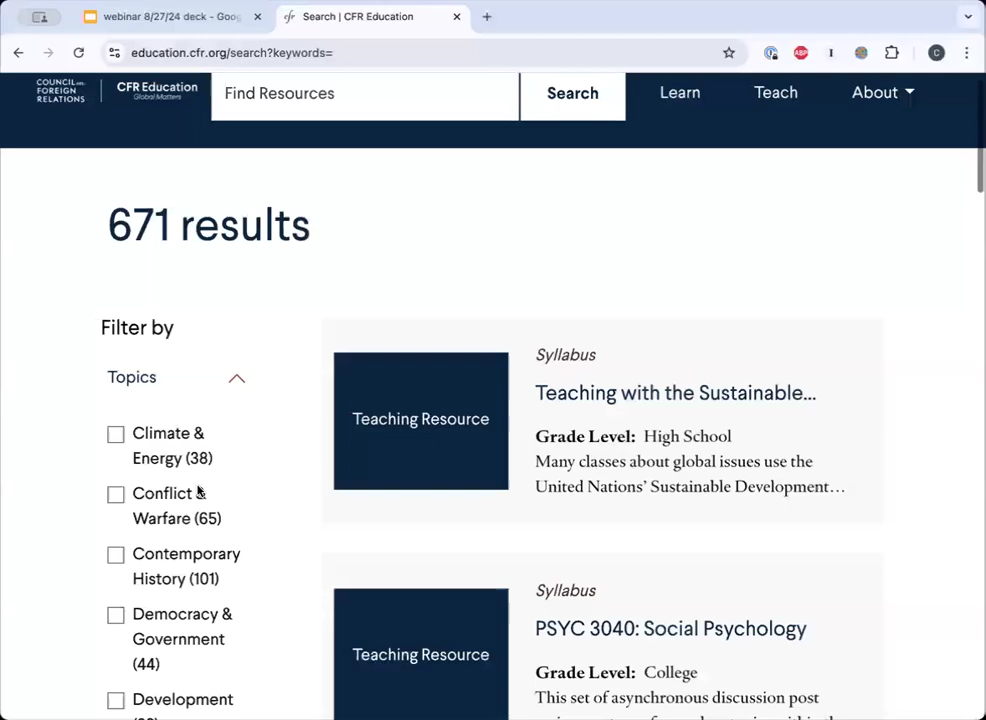 webinar 8/27/24 deck - Goog
Search | CFR Education
education.cfr.org/search?keywords=
ABP
C
COUNCIL on
FOREIGN
RELATIONS
CFR Education
Global Matters
Find Resources
Search
Learn
Teach
About
671 results
Filter by
Topics
Climate &
Energy (38)
Conflict &
Warfare (65)
Contemporary
History (101)
Democracy &
Government
(44)
Development
Teaching Resource
Syllabus
Teaching with the Sustainable...
Grade Level: High School
Many classes about global issues use the
United Nations’ Sustainable Development…
Teaching Resource
Syllabus
PSYC 3040: Social Psychology
Grade Level: College
This set of asynchronous discussion post